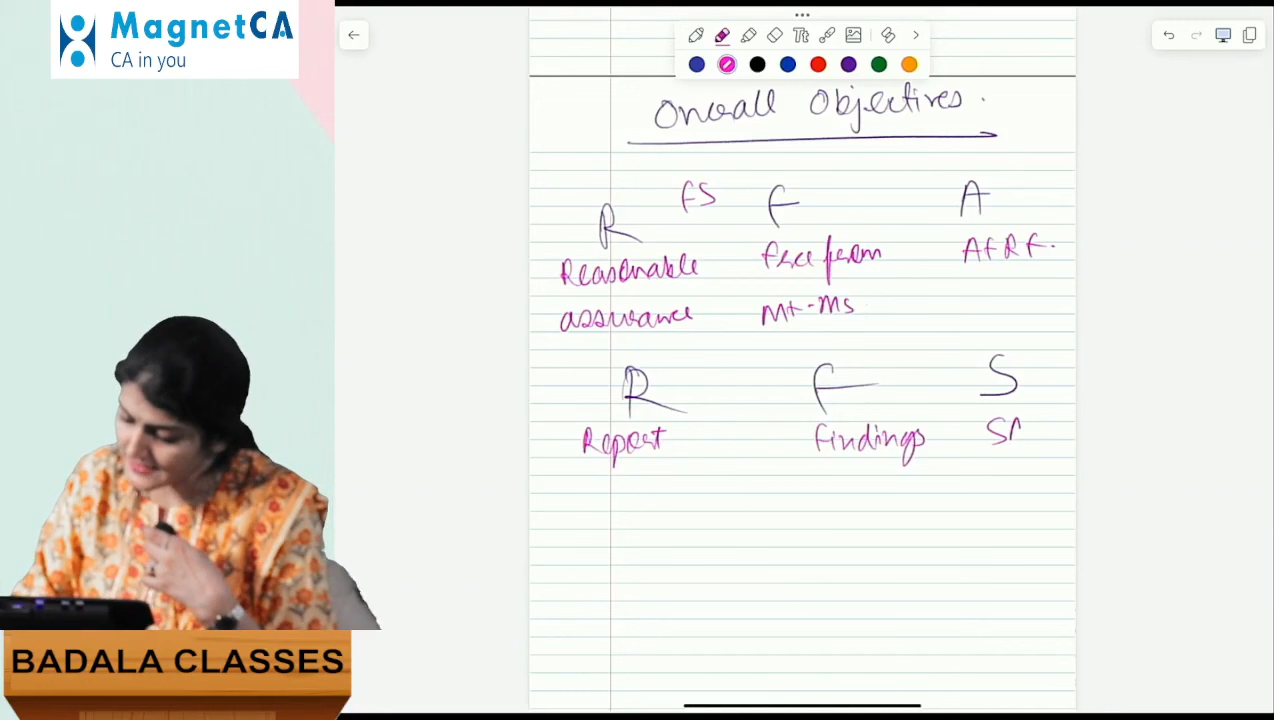 MagnetCA
CA in you
Overall Objectives.
R FS F A
Reasonable free from AFRF.
assurance Mt-Ms
R F S
Report findings SA
BADALA CLASSES